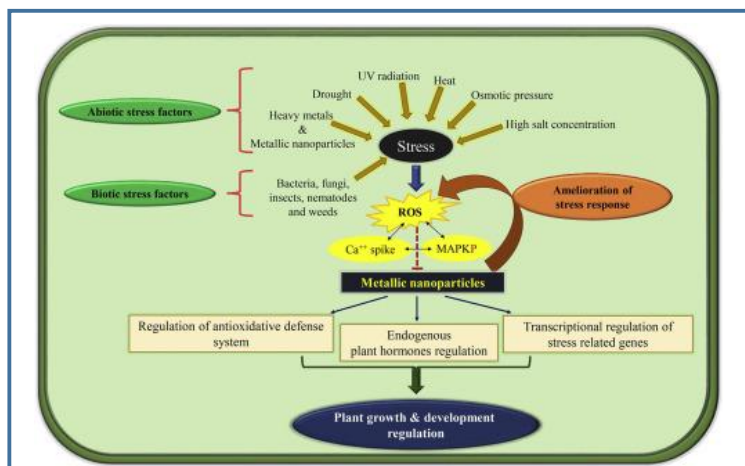 UV radiation
Heat
Drought
Osmotic pressure
Abiotic stress factors
Heavy metals
&
Metallic nanoparticles
High salt concentration
Stress
Biotic stress factors
Bacteria, fungi,
insects, nematodes
and weeds
Amelioration of
stress response
ROS
Ca⁺⁺ spike
MAPKP
Metallic nanoparticles
Regulation of antioxidative defense
system
Endogenous
plant hormones regulation
Transcriptional regulation of
stress related genes
Plant growth & development
regulation